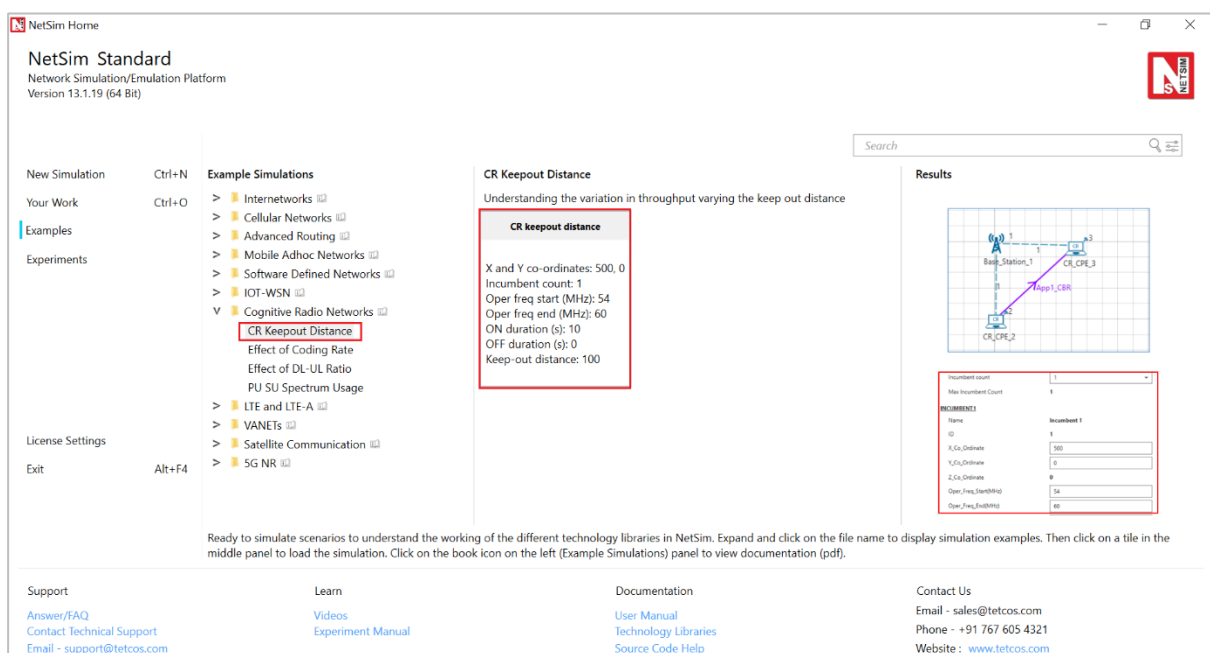 NetSim Home
NetSim Standard
Network Simulation/Emulation Platform
Version 13.1.19 (64 Bit)
NETSIM
Search
New Simulation Ctrl+N
Your Work Ctrl+O
Examples
Experiments
License Settings
Exit Alt+F4
Example Simulations
> Internetworks
> Cellular Networks
> Advanced Routing
> Mobile Adhoc Networks
> Software Defined Networks
> IOT-WSN
V Cognitive Radio Networks
CR Keepout Distance
Effect of Coding Rate
Effect of DL-UL Ratio
PU SU Spectrum Usage
> LTE and LTE-A
> VANETs
> Satellite Communication
> 5G NR
CR Keepout Distance
Understanding the variation in throughput varying the keep out distance
CR keepout distance
X and Y co-ordinates: 500, 0
Incumbent count: 1
Oper freq start (MHz): 54
Oper freq end (MHz): 60
ON duration (s): 10
OFF duration (s): 0
Keep-out distance: 100
Results
1
3
1
Base_Station_1
CR_CPE_3
1
App1_CBR
2
CR_CPE_2
Incumbent count 1
Max Incumbent Count 1
INCUMBENT1
Name Incumbent 1
ID 1
X_Co_Ordinate 500
Y_Co_Ordinate 0
Z_Co_Ordinate 0
Oper_Freq_Start(MHz) 54
Oper_Freq_End(MHz) 60
Ready to simulate scenarios to understand the working of the different technology libraries in NetSim. Expand and click on the file name to display simulation examples. Then click on a tile in the
middle panel to load the simulation. Click on the book icon on the left (Example Simulations) panel to view documentation (pdf).
Support
Answer/FAQ
Contact Technical Support
Email - support@tetcos.com
Learn
Videos
Experiment Manual
Documentation
User Manual
Technology Libraries
Source Code Help
Contact Us
Email - sales@tetcos.com
Phone - +91 767 605 4321
Website : www.tetcos.com